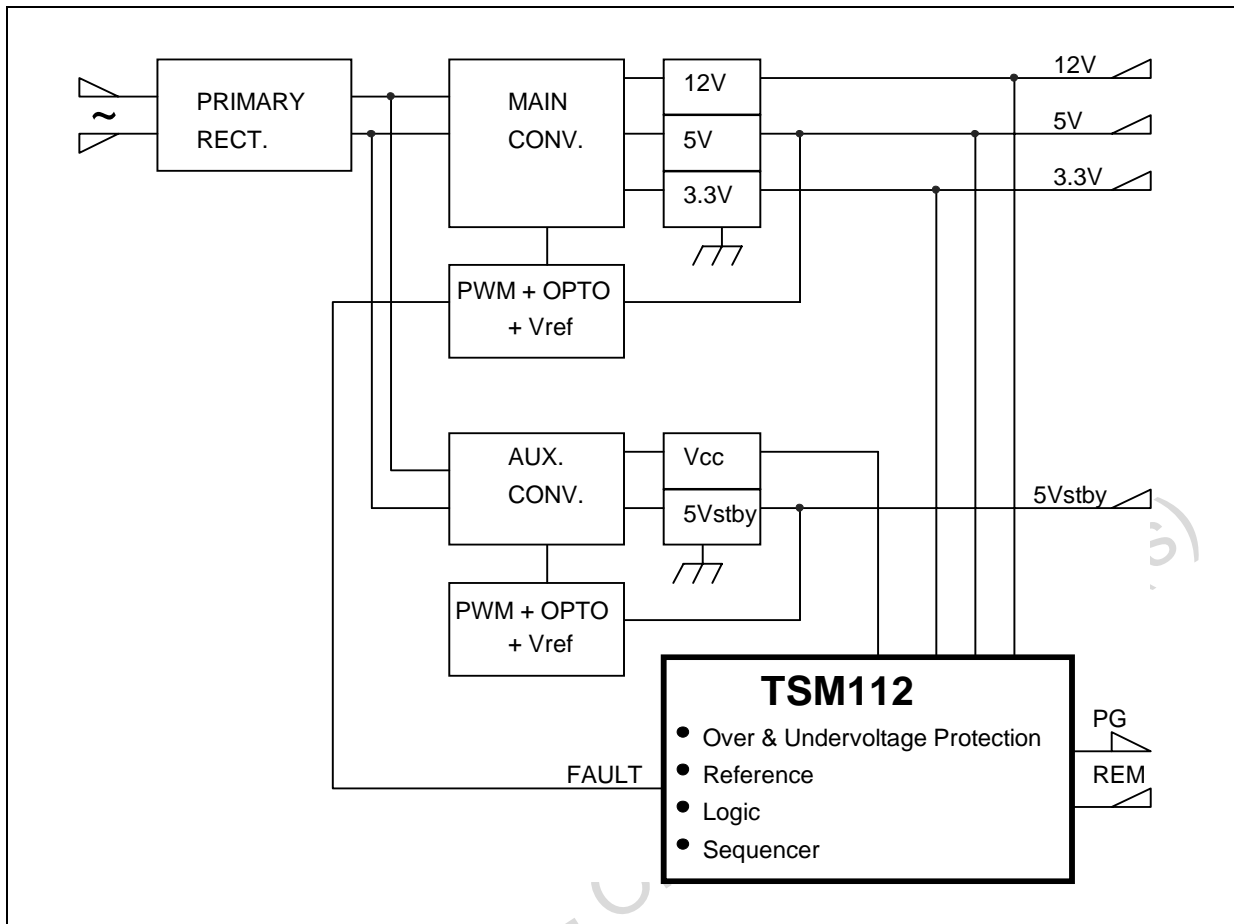 PRIMARY
RECT.
~
MAIN
CONV.
12V
5V
3.3V
12V
5V
3.3V
PWM + OPTO
+ Vref
AUX.
CONV.
Vcc
5Vstby
5Vstby
PWM + OPTO
+ Vref
TSM112
• Over & Undervoltage Protection
• Reference
• Logic
• Sequencer
FAULT
PG
REM